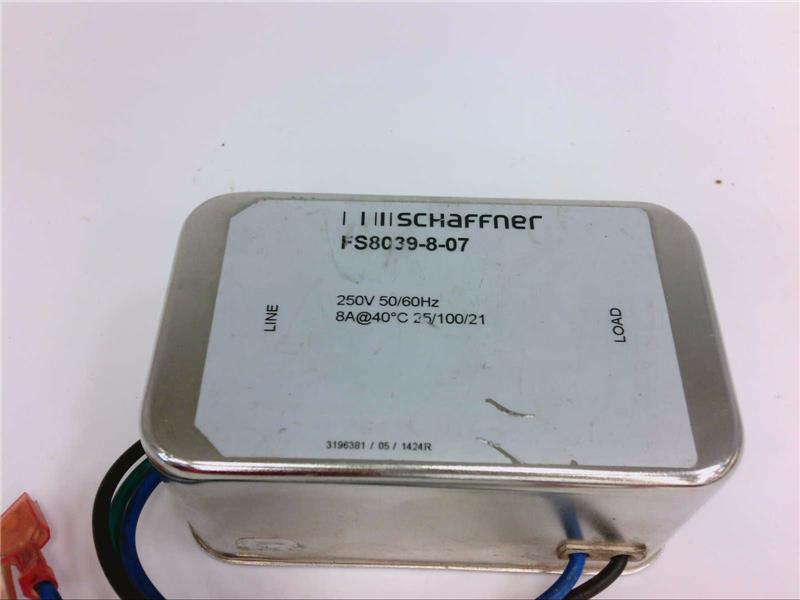 SCHAFFNER
FS8039-8-07
250V 50/60Hz
8A@40°C 25/100/21
LINE
LOAD
3196381 / 05 / 1424R